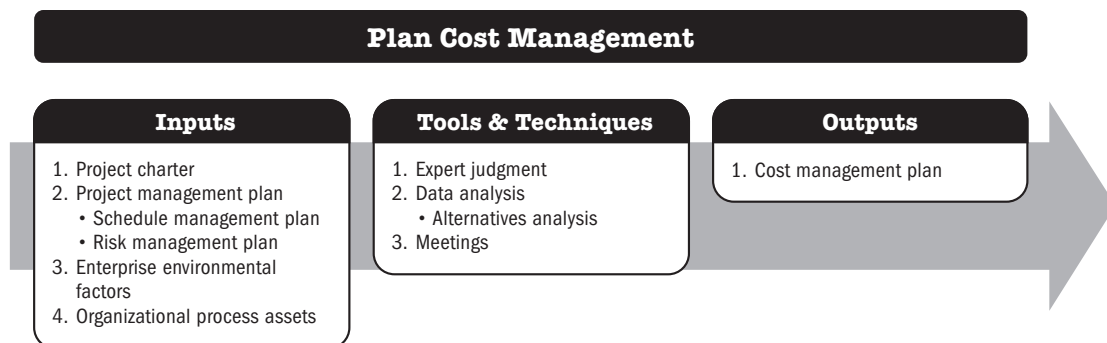 Plan Cost Management
Inputs
1. Project charter
2. Project management plan
• Schedule management plan
• Risk management plan
3. Enterprise environmental
factors
4. Organizational process assets
Tools & Techniques
1. Expert judgment
2. Data analysis
• Alternatives analysis
3. Meetings
Outputs
1. Cost management plan